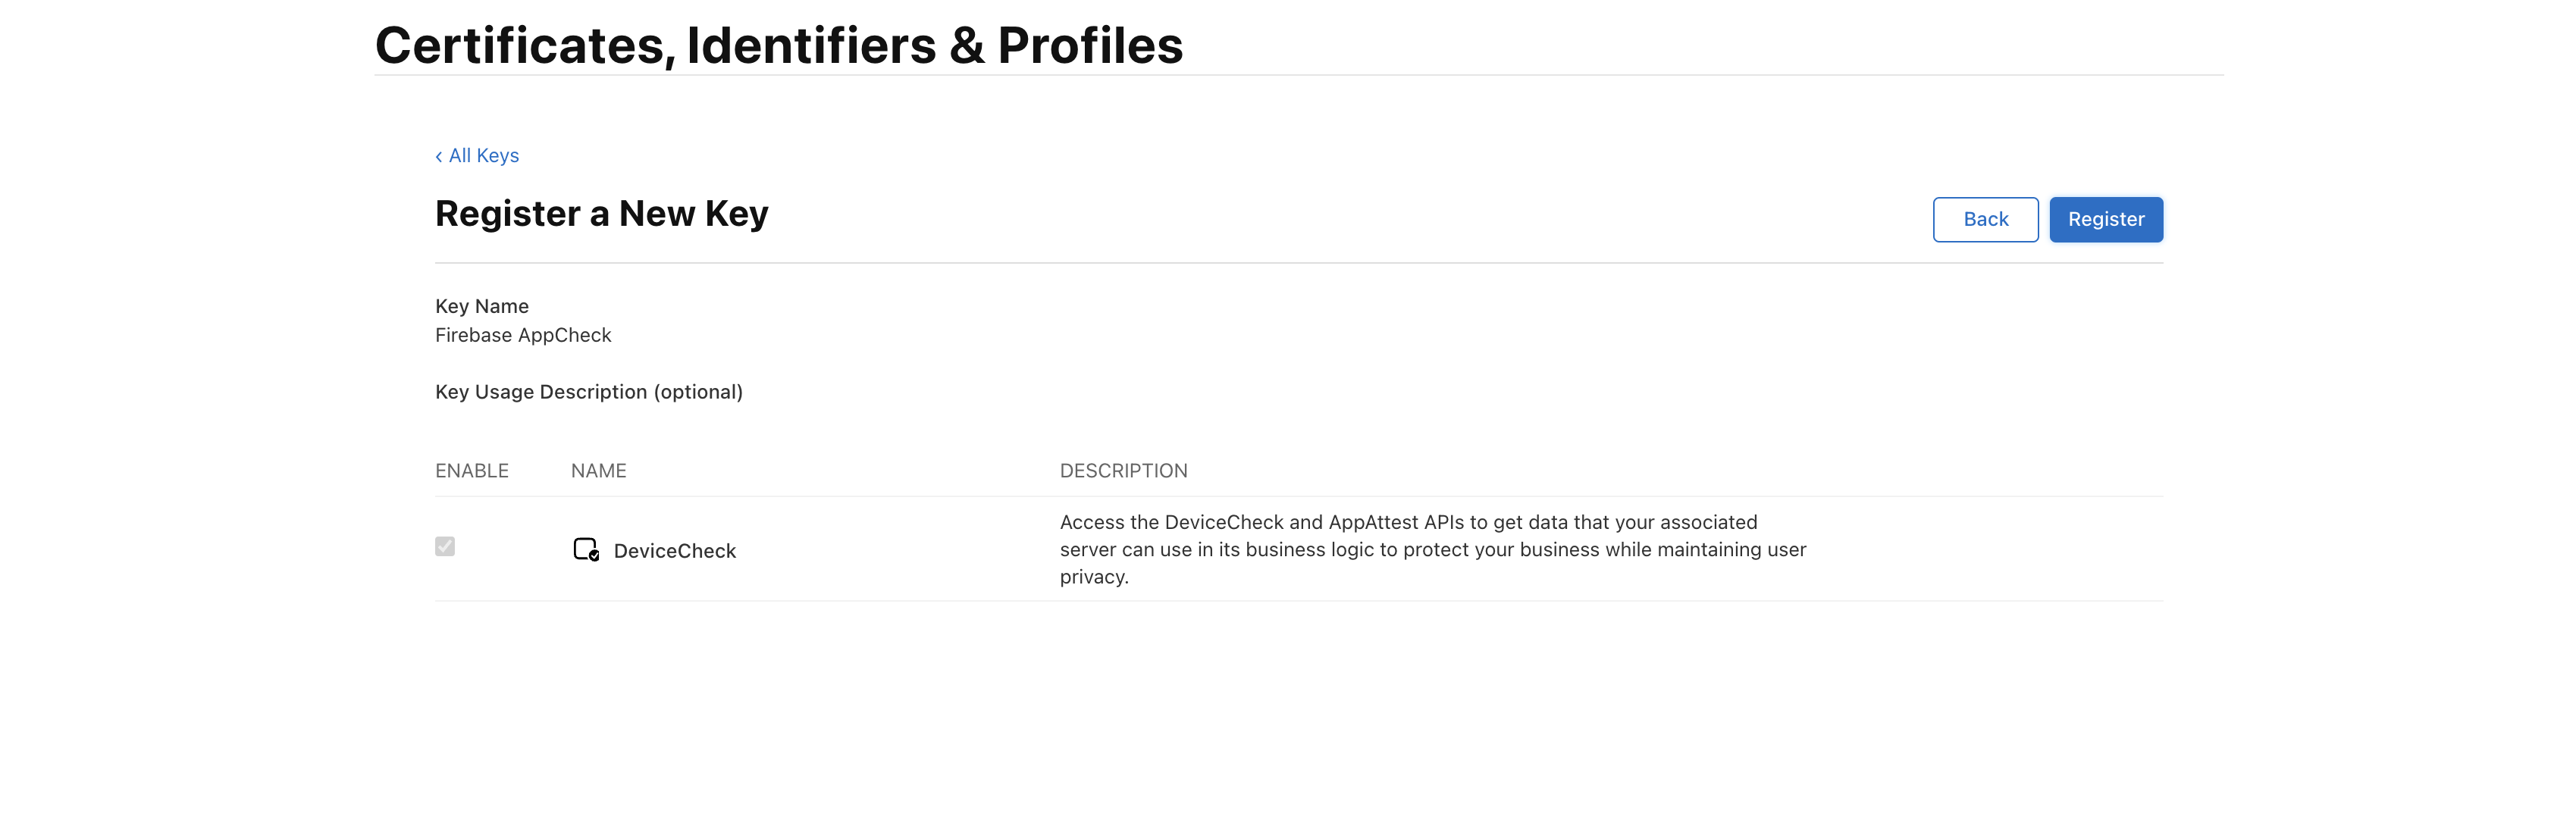 Certificates, Identifiers & Profiles
‹ All Keys
Register a New Key
Back
Register
Key Name
Firebase AppCheck
Key Usage Description (optional)
ENABLE NAME DESCRIPTION
DeviceCheck
Access the DeviceCheck and AppAttest APIs to get data that your associated
server can use in its business logic to protect your business while maintaining user
privacy.